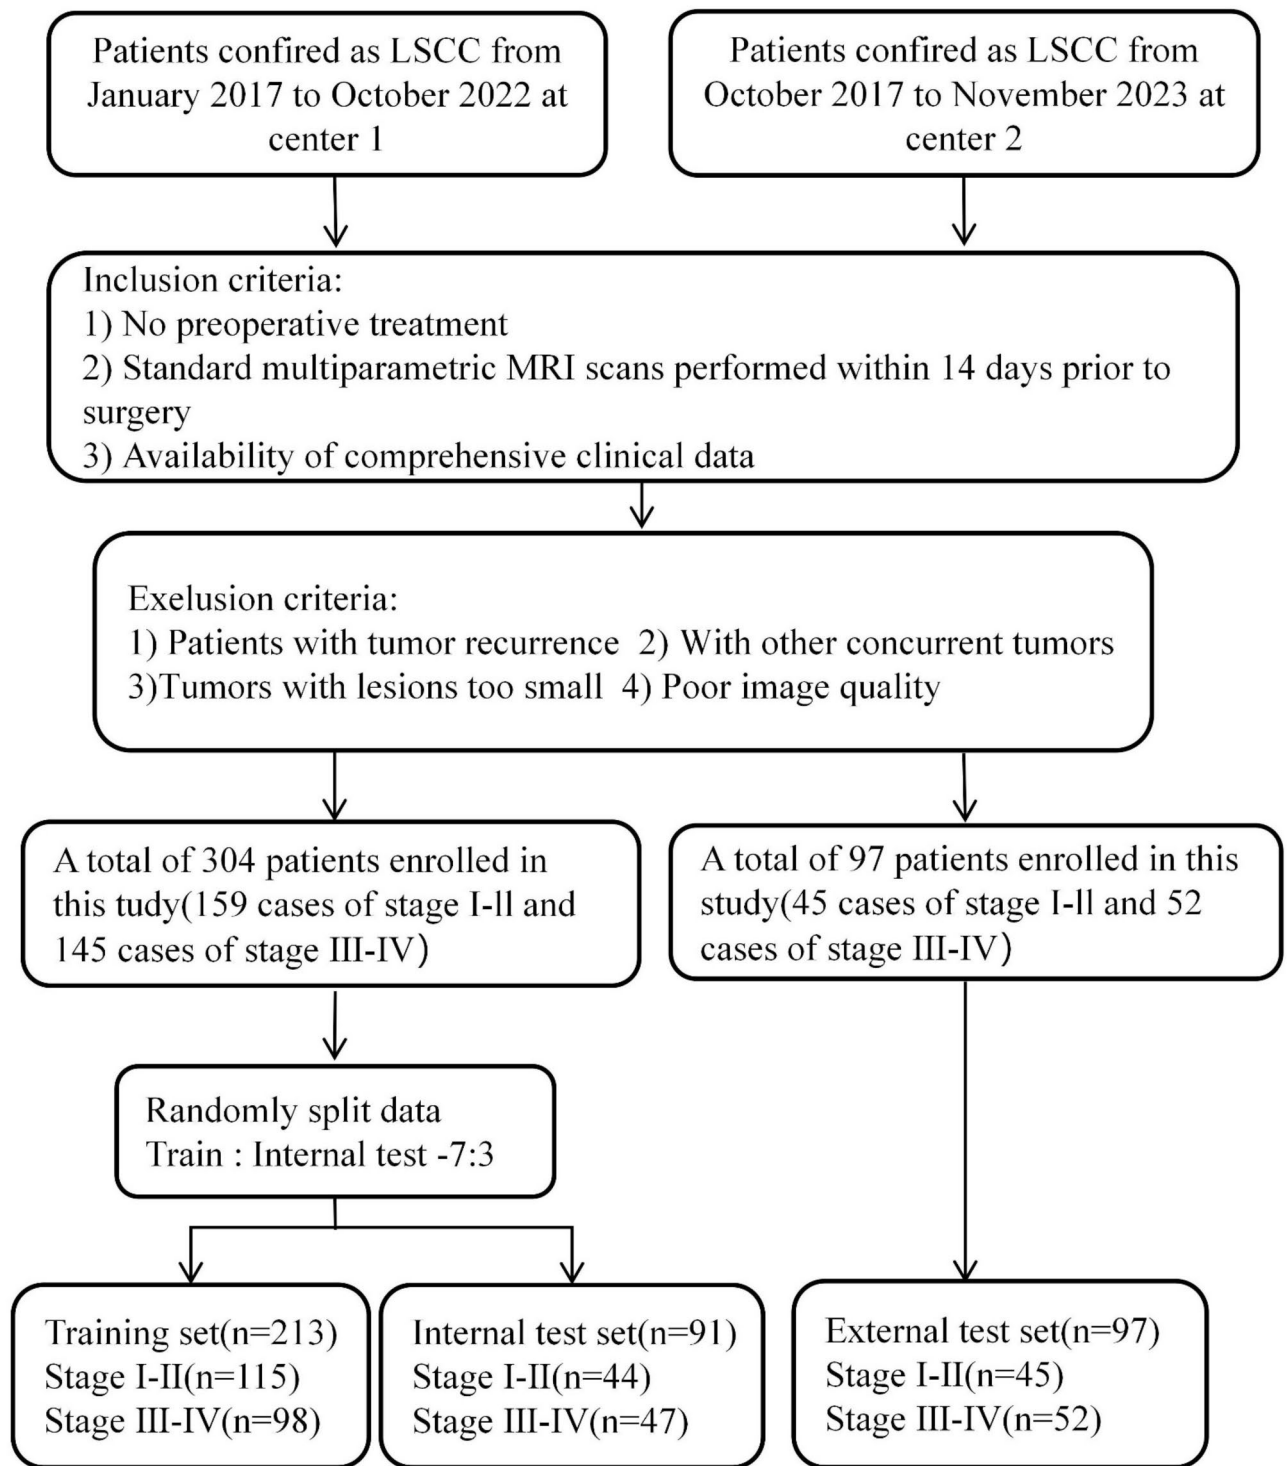 Patients confired as LSCC from
January 2017 to October 2022 at
center 1
Patients confired as LSCC from
October 2017 to November 2023 at
center 2
Inclusion criteria:
1) No preoperative treatment
2) Standard multiparametric MRI scans performed within 14 days prior to
surgery
3) Availability of comprehensive clinical data
Exelusion criteria:
1) Patients with tumor recurrence 2) With other concurrent tumors
3)Tumors with lesions too small 4) Poor image quality
A total of 304 patients enrolled in
this tudy(159 cases of stage I-ll and
145 cases of stage III-IV)
A total of 97 patients enrolled in this
study(45 cases of stage I-ll and 52
cases of stage III-IV)
Randomly split data
Train : Internal test -7:3
Training set(n=213)
Stage I-II(n=115)
Stage III-IV(n=98)
Internal test set(n=91)
Stage I-II(n=44)
Stage III-IV(n=47)
External test set(n=97)
Stage I-II(n=45)
Stage III-IV(n=52)